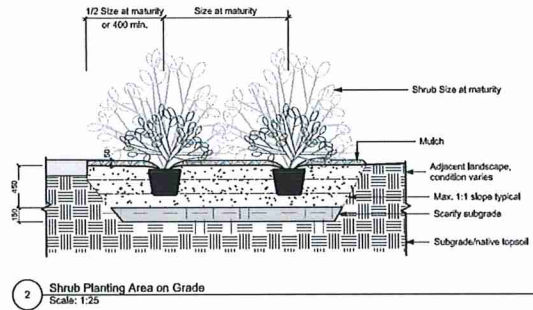 1/2 Size at maturity
or 400 min.
Size at maturity
Shrub Size at maturity
Mulch
50
Adjacent landscape,
condition varies
450
Max. 1:1 slope typical
150
Scarify subgrade
Subgrade/native topsoil
2
Shrub Planting Area on Grade
Scale: 1:25